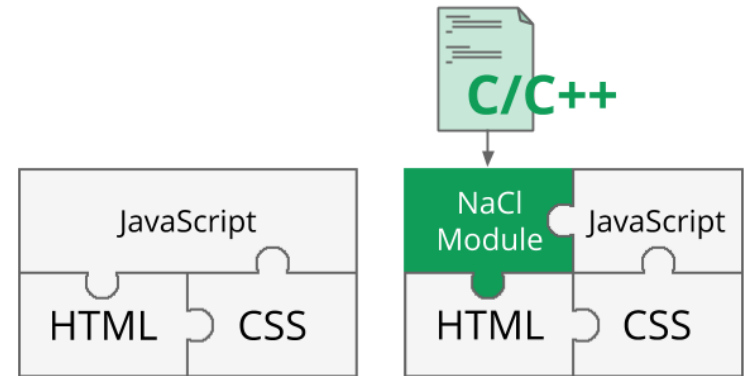 C/C++
JavaScript
HTML
CSS
NaCl
Module
JavaScript
HTML
CSS